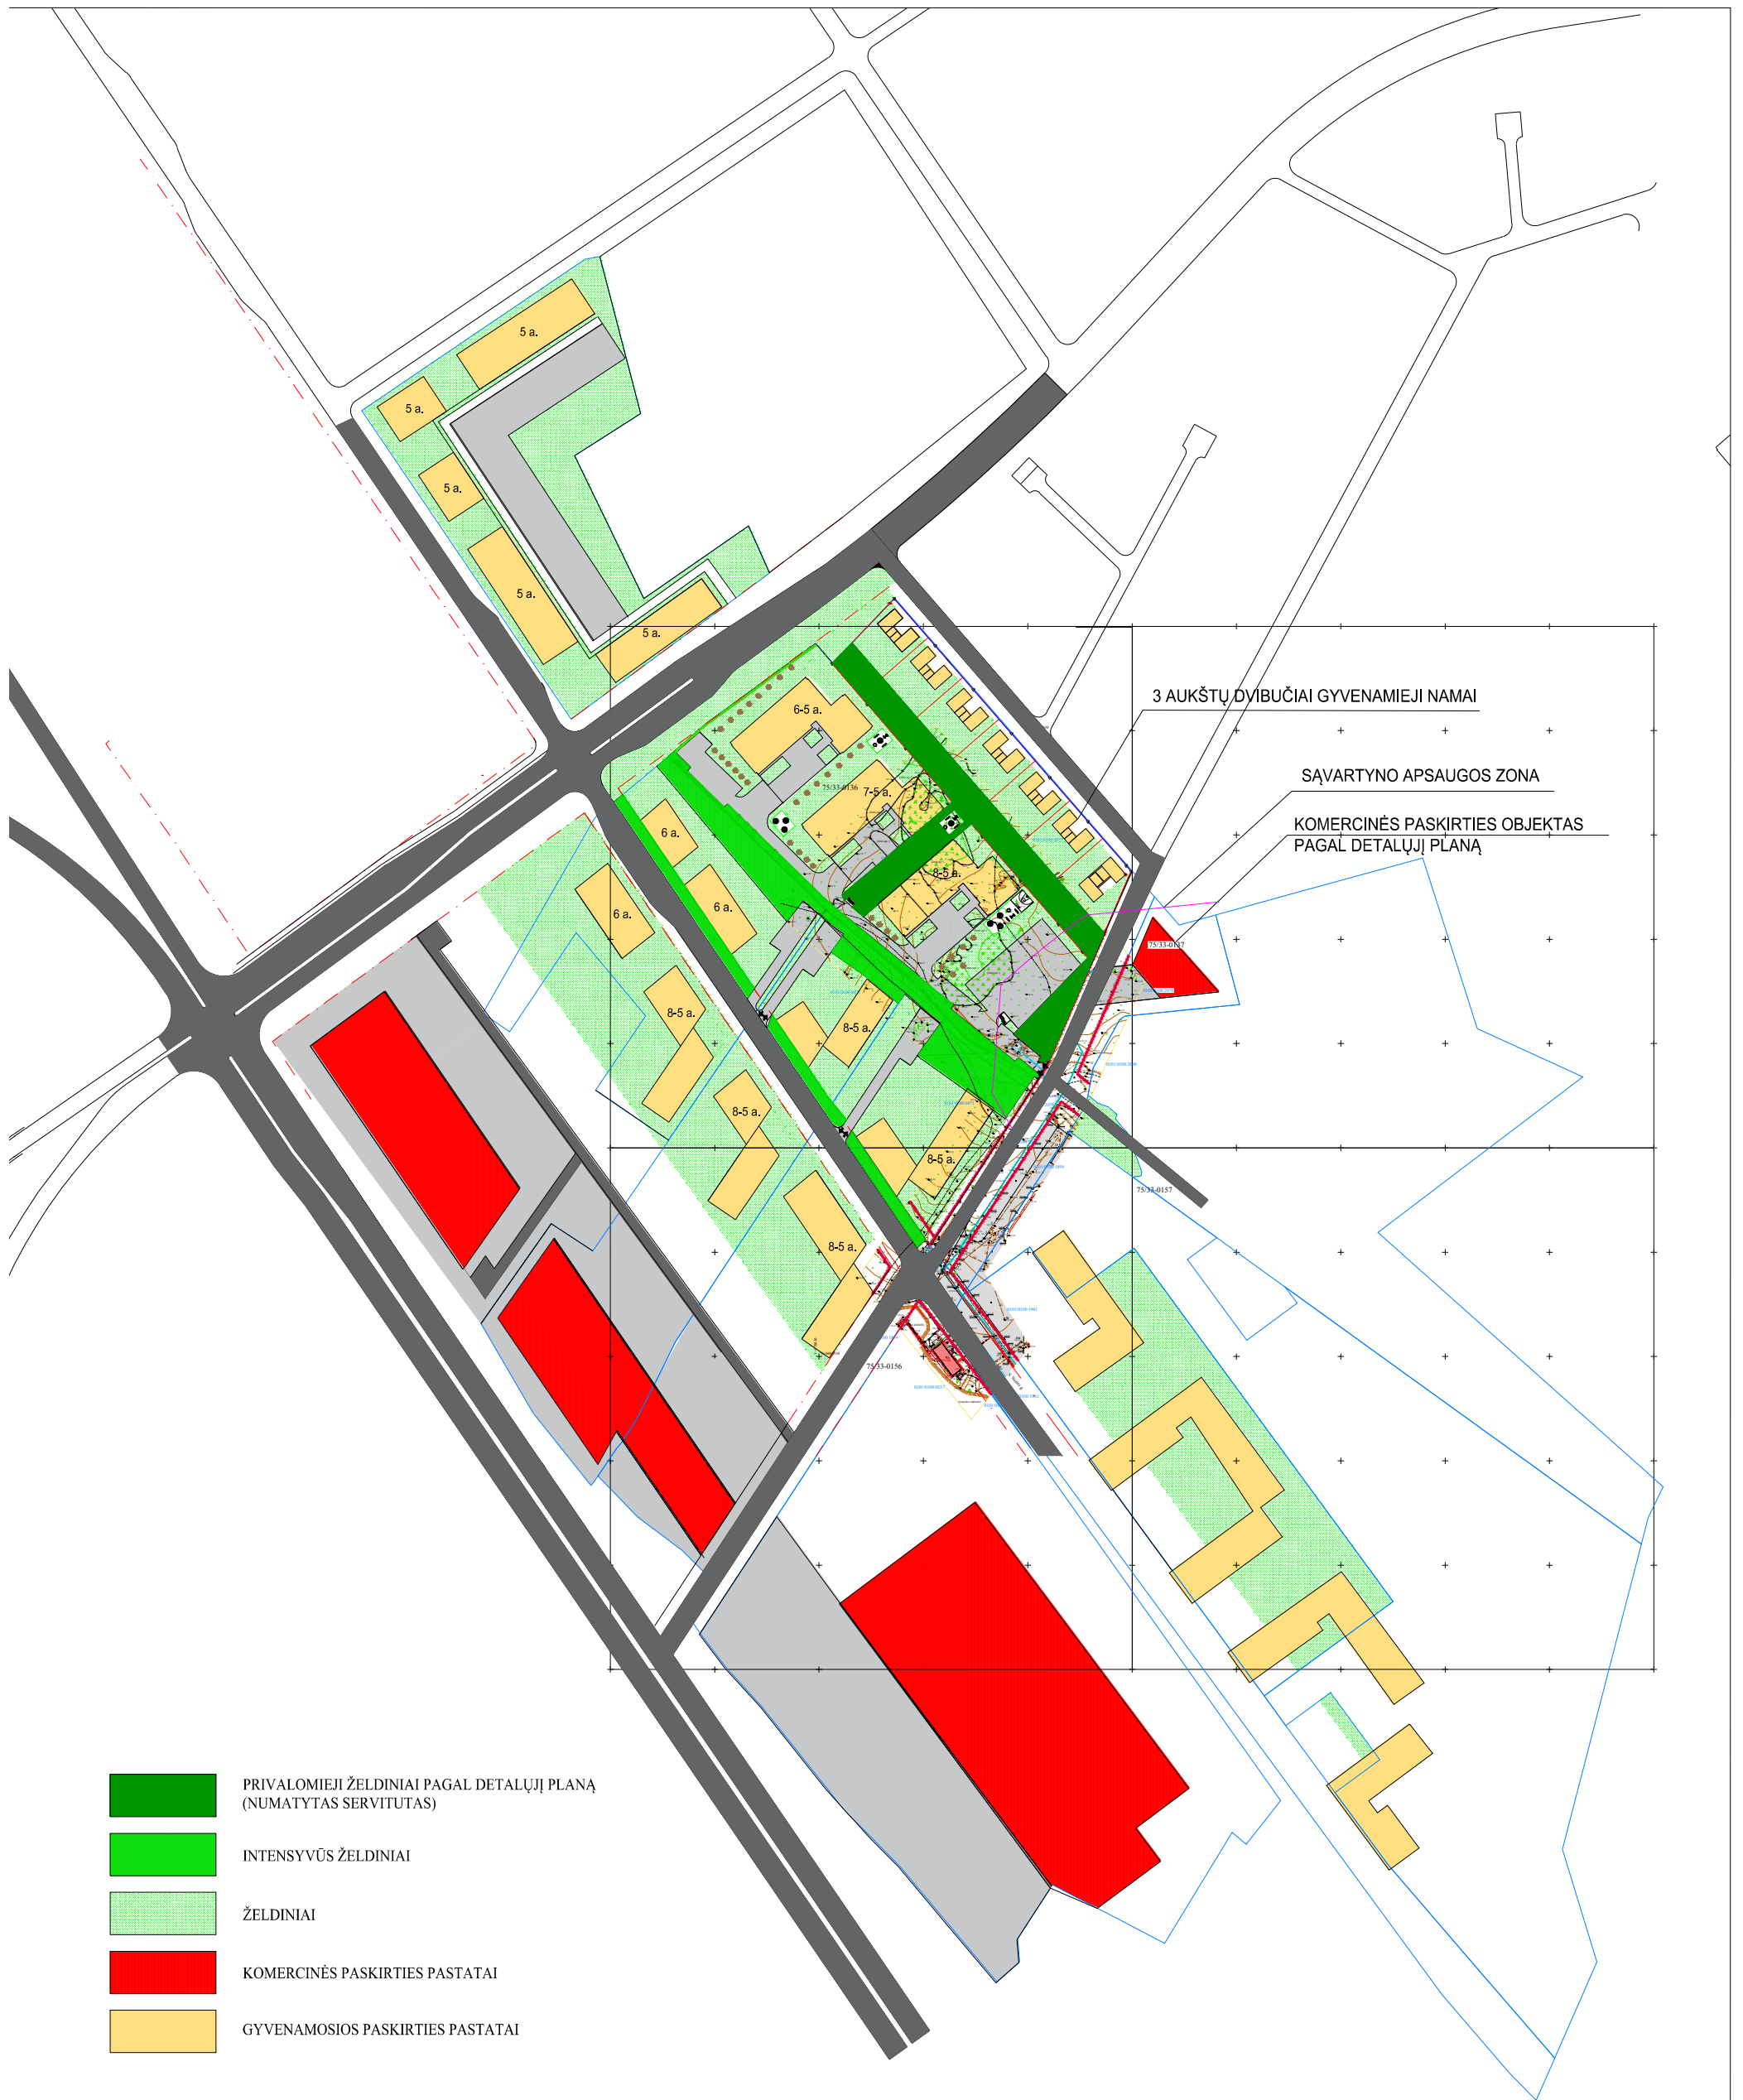 5 a.
5 a.
5 a.
5 a.
5 a.
3 AUKŠTŲ DVIBUČIAI GYVENAMIEJI NAMAI
6-5 a.
SĄVARTYNO APSAUGOS ZONA
75/33-0136
7-5 a.
KOMERCINĖS PASKIRTIES OBJEKTAS
PAGAL DETALŲJĮ PLANĄ
6 a.
8-5 a.
6 a.
6 a.
75/33-0137
8-5 a.
8-5 a.
8-5 a.
8-5 a.
75/33-0157
8-5 a.
75/33-0156
PRIVALOMIEJI ŽELDINIAI PAGAL DETALŲJĮ PLANĄ
(NUMATYTAS SERVITUTAS)
INTENSYVŪS ŽELDINIAI
ŽELDINIAI
KOMERCINĖS PASKIRTIES PASTATAI
GYVENAMOSIOS PASKIRTIES PASTATAI